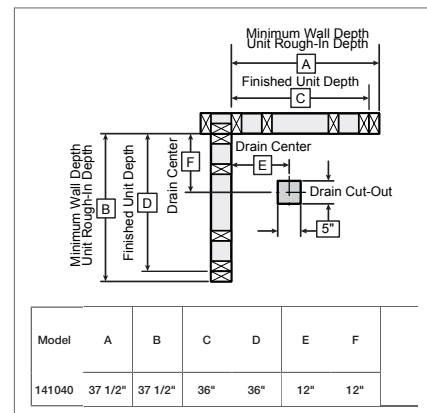 Minimum Wall Depth
Unit Rough-In Depth
A
Finished Unit Depth
C
Drain Center
E
F
Drain Center
Finished Unit Depth
D
Minimum Wall Depth
Unit Rough-In Depth
B
Drain Cut-Out
5"
Model A B C D E F
141040 37 1/2" 37 1/2" 36" 36" 12" 12"